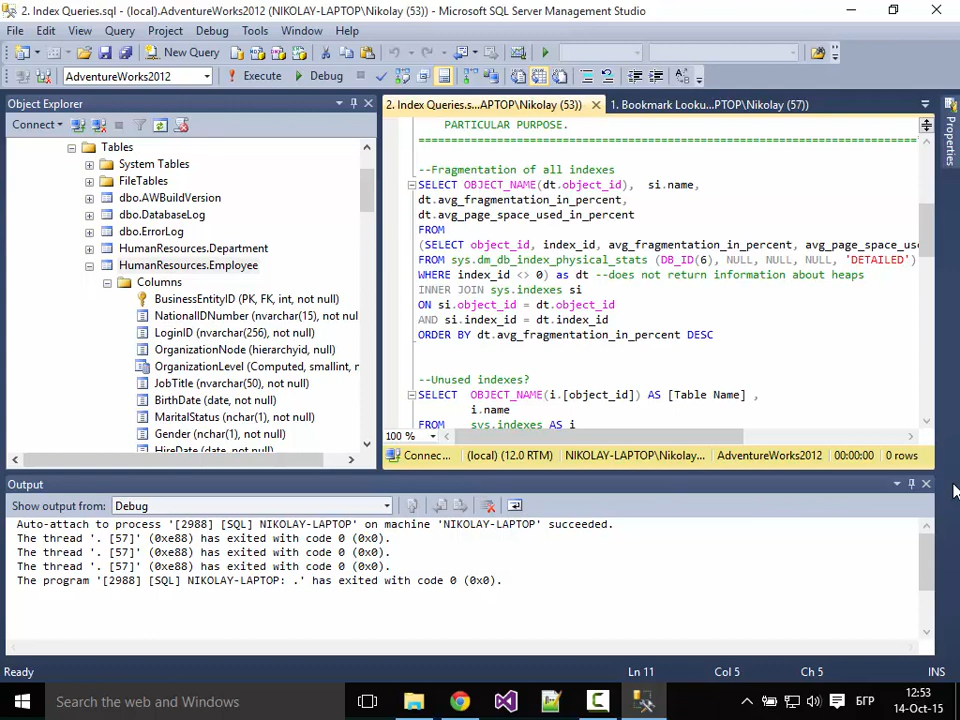 2. Index Queries.sql - (local).AdventureWorks2012 (NIKOLAY-LAPTOP\Nikolay (53)) - Microsoft SQL Server Management Studio
File Edit View Query Project Debug Tools Window Help
New Query
AdventureWorks2012 Execute Debug
Object Explorer
Connect
Tables
System Tables
FileTables
dbo.AWBuildVersion
dbo.DatabaseLog
dbo.ErrorLog
HumanResources.Department
HumanResources.Employee
Columns
BusinessEntityID (PK, FK, int, not null)
NationalIDNumber (nvarchar(15), not nul
LoginID (nvarchar(256), not null)
OrganizationNode (hierarchyid, null)
OrganizationLevel (Computed, smallint, n
JobTitle (nvarchar(50), not null)
BirthDate (date, not null)
MaritalStatus (nchar(1), not null)
Gender (nchar(1), not null)
HireDate (date, not null)
2. Index Queries.s...APTOP\Nikolay (53)) 1. Bookmark Looku...PTOP\Nikolay (57))
PARTICULAR PURPOSE.
--Fragmentation of all indexes
SELECT OBJECT_NAME(dt.object_id), si.name,
dt.avg_fragmentation_in_percent,
dt.avg_page_space_used_in_percent
FROM
(SELECT object_id, index_id, avg_fragmentation_in_percent, avg_page_space_use
FROM sys.dm_db_index_physical_stats (DB_ID(6), NULL, NULL, NULL, 'DETAILED')
WHERE index_id <> 0) as dt --does not return information about heaps
INNER JOIN sys.indexes si
ON si.object_id = dt.object_id
AND si.index_id = dt.index_id
ORDER BY dt.avg_fragmentation_in_percent DESC
--Unused indexes?
SELECT OBJECT_NAME(i.[object_id]) AS [Table Name] ,
i.name
FROM sys.indexes AS i
100 %
Connec... (local) (12.0 RTM) NIKOLAY-LAPTOP\Nikolay... AdventureWorks2012 00:00:00 0 rows
Properties
Output
Show output from: Debug
Auto-attach to process '[2988] [SQL] NIKOLAY-LAPTOP' on machine 'NIKOLAY-LAPTOP' succeeded.
The thread '. [57]' (0xe88) has exited with code 0 (0x0).
The thread '. [57]' (0xe88) has exited with code 0 (0x0).
The thread '. [57]' (0xe88) has exited with code 0 (0x0).
The program '[2988] [SQL] NIKOLAY-LAPTOP: .' has exited with code 0 (0x0).
Ready Ln 11 Col 5 Ch 5 INS
Search the web and Windows
БГР
12:53
14-Oct-15